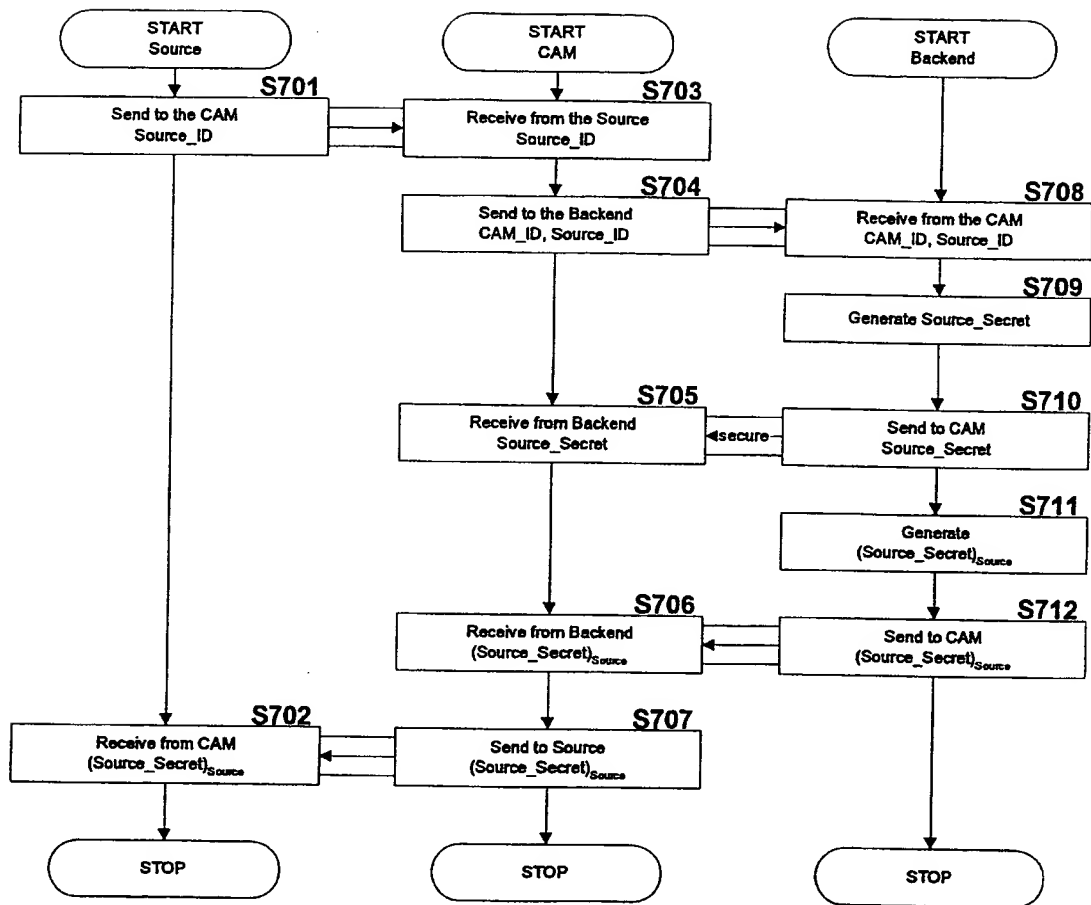 START
Source
START
CAM
START
Backend
S701
Send to the CAM
Source_ID
S703
Receive from the Source
Source_ID
S704
Send to the Backend
CAM_ID, Source_ID
S708
Receive from the CAM
CAM_ID, Source_ID
S709
Generate Source_Secret
S705
Receive from Backend
Source_Secret
secure
S710
Send to CAM
Source_Secret
S711
Generate
(Source_Secret)Source
S706
Receive from Backend
(Source_Secret)Source
S712
Send to CAM
(Source_Secret)Source
S702
Receive from CAM
(Source_Secret)Source
S707
Send to Source
(Source_Secret)Source
STOP
STOP
STOP